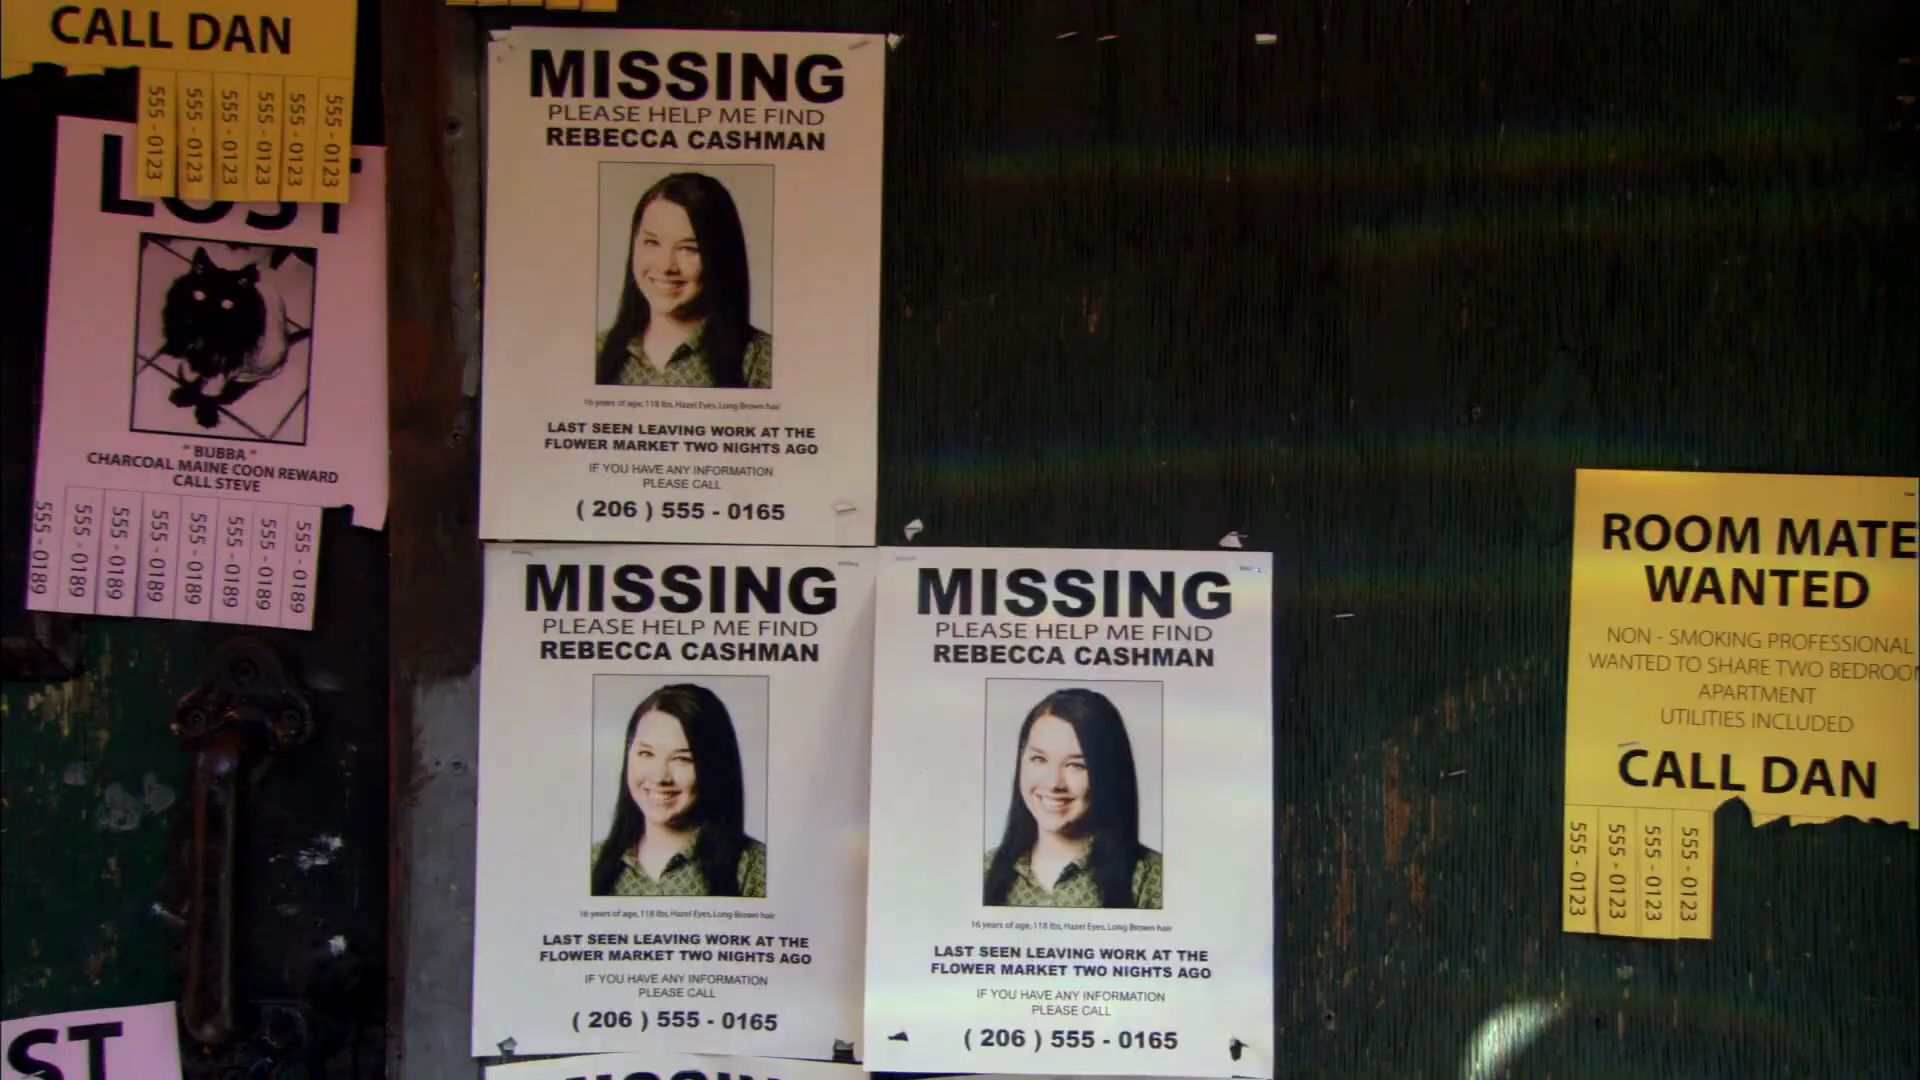 CALL DAN
555-0123
555-0123
555-0123
555-0123
555-0123
555-0123
LOST
" BUBBA "
CHARCOAL MAINE COON REWARD
CALL STEVE
555-0189
555-0189
555-0189
555-0189
555-0189
555-0189
555-0189
555-0189
ST
MISSING
PLEASE HELP ME FIND
REBECCA CASHMAN
16 years of age, 118 lbs, Hazel Eyes, Long Brown hair
LAST SEEN LEAVING WORK AT THE
FLOWER MARKET TWO NIGHTS AGO
IF YOU HAVE ANY INFORMATION
PLEASE CALL
( 206 ) 555 - 0165
MISSING
PLEASE HELP ME FIND
REBECCA CASHMAN
16 years of age, 118 lbs, Hazel Eyes, Long Brown hair
LAST SEEN LEAVING WORK AT THE
FLOWER MARKET TWO NIGHTS AGO
IF YOU HAVE ANY INFORMATION
PLEASE CALL
( 206 ) 555 - 0165
MISSING
PLEASE HELP ME FIND
REBECCA CASHMAN
16 years of age, 118 lbs, Hazel Eyes, Long Brown hair
LAST SEEN LEAVING WORK AT THE
FLOWER MARKET TWO NIGHTS AGO
IF YOU HAVE ANY INFORMATION
PLEASE CALL
( 206 ) 555 - 0165
ROOM MATE
WANTED
NON - SMOKING PROFESSIONAL
WANTED TO SHARE TWO BEDROO
APARTMENT
UTILITIES INCLUDED
CALL DAN
555-0123
555-0123
555-0123
555-0123